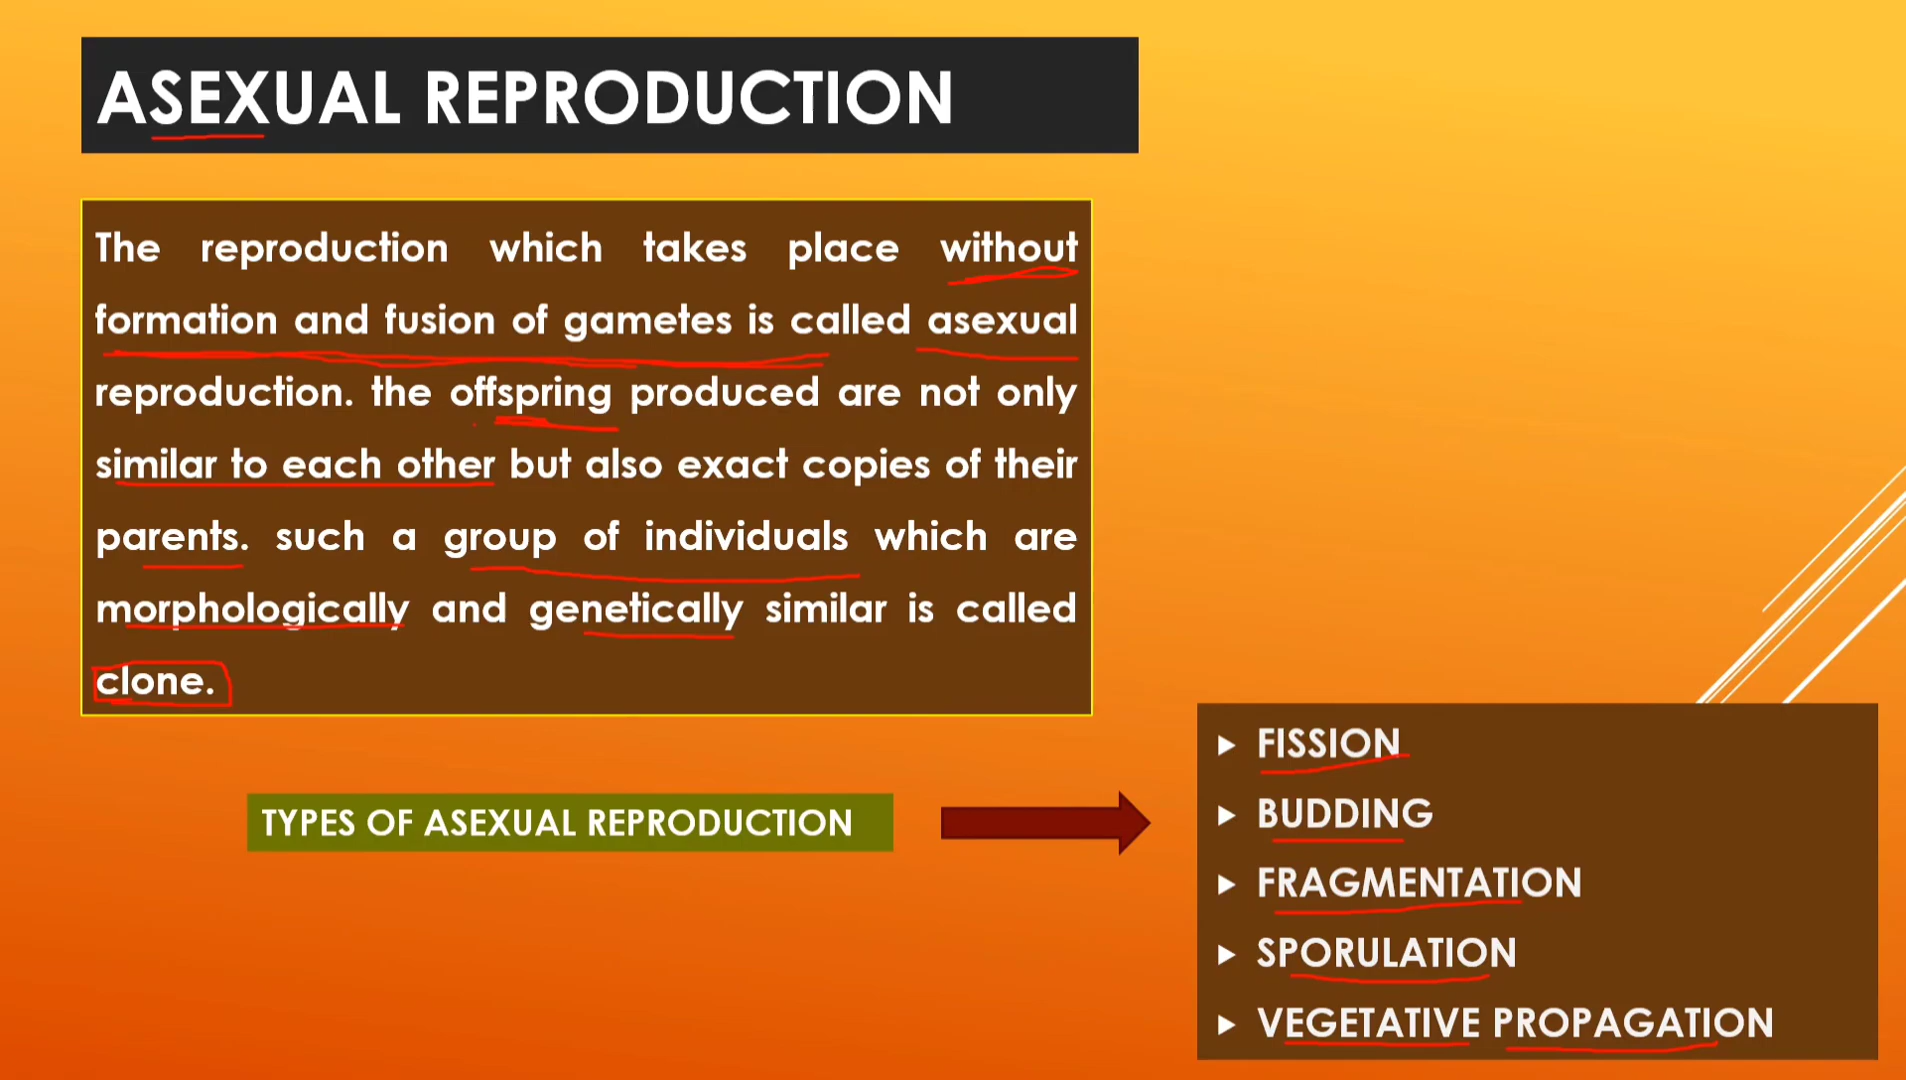 ASEXUAL REPRODUCTION
The reproduction which takes place without
formation and fusion of gametes is called asexual
reproduction. the offspring produced are not only
similar to each other but also exact copies of their
parents. such a group of individuals which are
morphologically and genetically similar is called
clone.
TYPES OF ASEXUAL REPRODUCTION
FISSION
BUDDING
FRAGMENTATION
SPORULATION
VEGETATIVE PROPAGATION